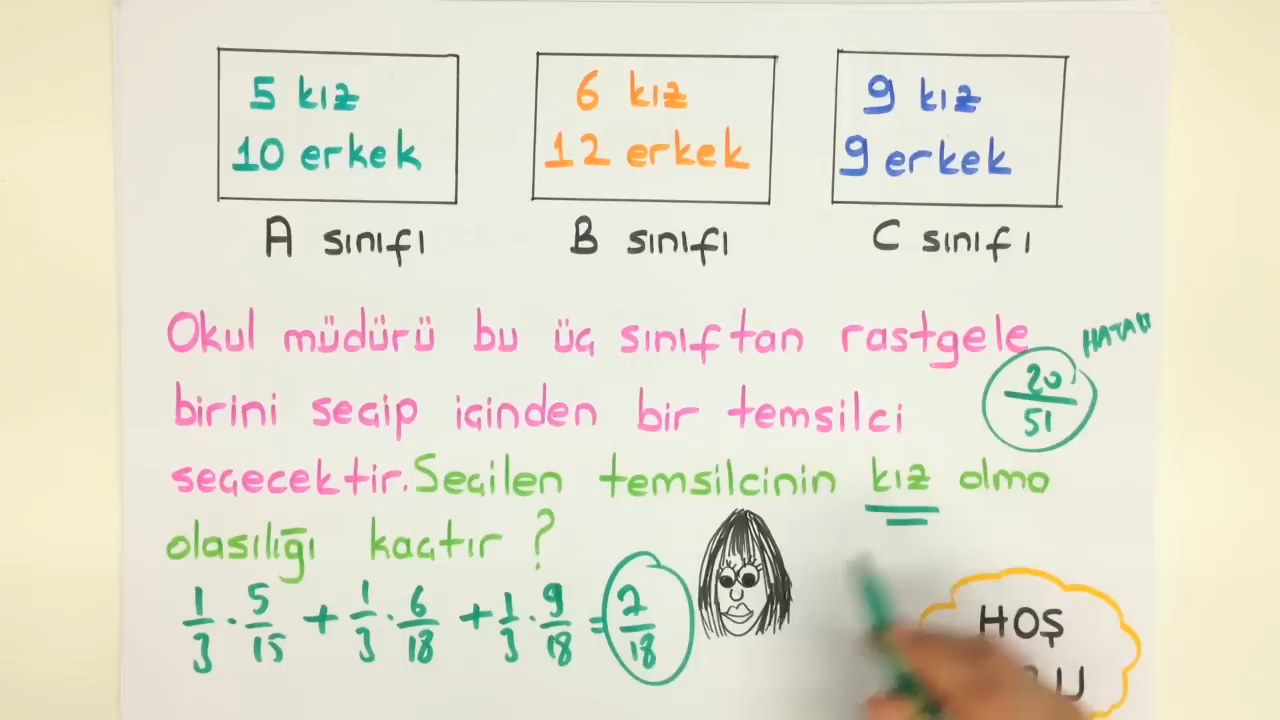 5 kız
10 erkek
A sınıfı
6 kız
12 erkek
B sınıfı
9 kız
9 erkek
C sınıfı
Okul müdürü bu üç sınıftan rastgele
birini seçip içinden bir temsilci
seçecektir. Seçilen temsilcinin kız olma
olasılığı kaçtır ?
20/51
1/3 · 5/15 + 1/3 · 6/18 + 1/3 · 9/18 = 7/18
HOŞ